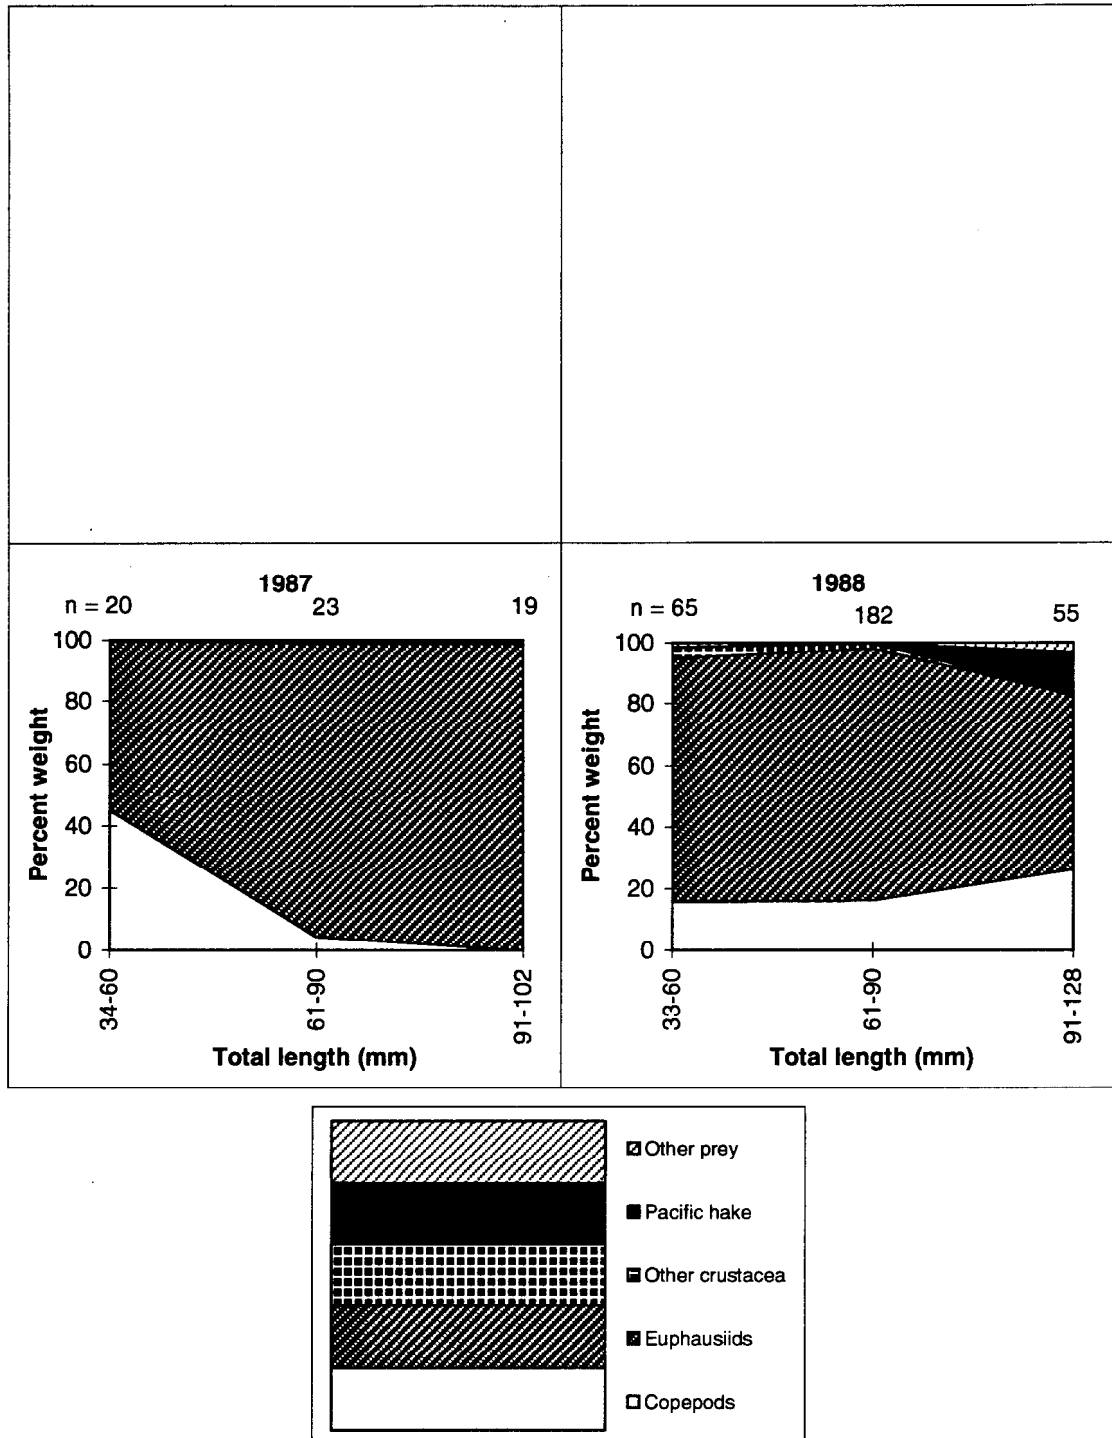 1987
n = 20 23 19
100
80
60
40
20
0
Percent weight
34-60 61-90 91-102
Total length (mm)
1988
n = 65 182 55
100
80
60
40
20
0
Percent weight
33-60 61-90 91-128
Total length (mm)
Other prey
Pacific hake
Other crustacea
Euphausiids
Copepods